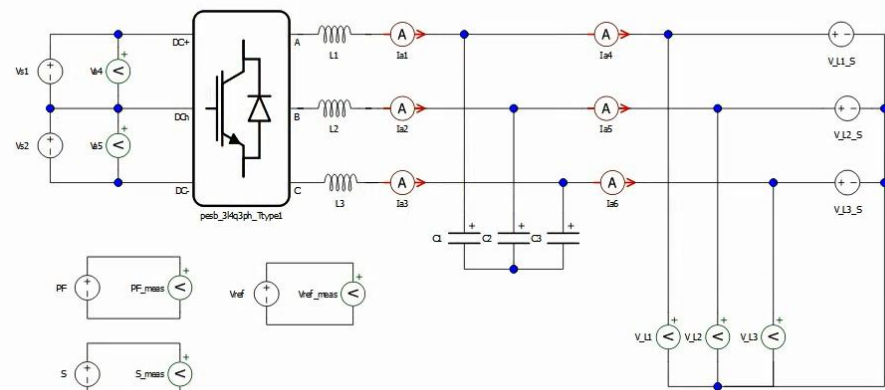 DC+
A
L1
A
Ia1
A
Ia4
Vs1
Va4
V_L1_S
DCn
B
L2
A
Ia2
A
Ia5
Vs2
Va5
V_L2_S
DC-
C
L3
A
Ia3
A
Ia6
V_L3_S
pesb_3l4q3ph_Ttype1
C1
C2
C3
PF
PF_meas
Vref
Vref_meas
V_L1
V_L2
V_L3
S
S_meas